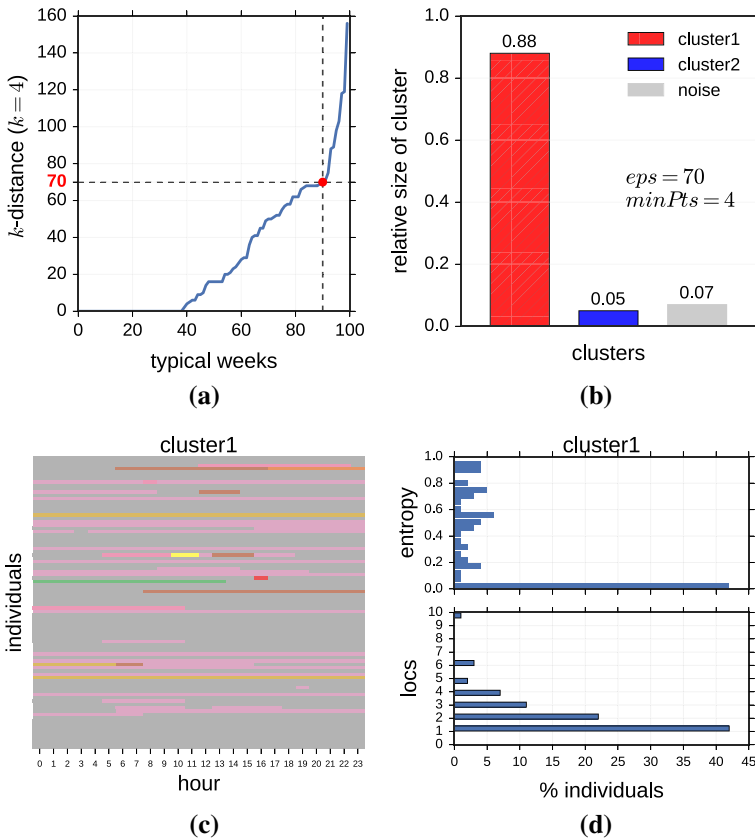 160
140
120
100
80
70
60
40
20
0
k-distance (k = 4)
0 20 40 60 80 100
typical weeks
(a)
1.0
0.8
0.6
0.4
0.2
0.0
relative size of cluster
0.88
0.05
0.07
cluster1
cluster2
noise
eps = 70
minPts = 4
clusters
(b)
cluster1
individuals
0 1 2 3 4 5 6 7 8 9 10 11 12 13 14 15 16 17 18 19 20 21 22 23
hour
(c)
cluster1
1.0
0.8
0.6
0.4
0.2
0.0
entropy
10
9
8
7
6
5
4
3
2
1
locs
0 5 10 15 20 25 30 35 40 45
% individuals
(d)